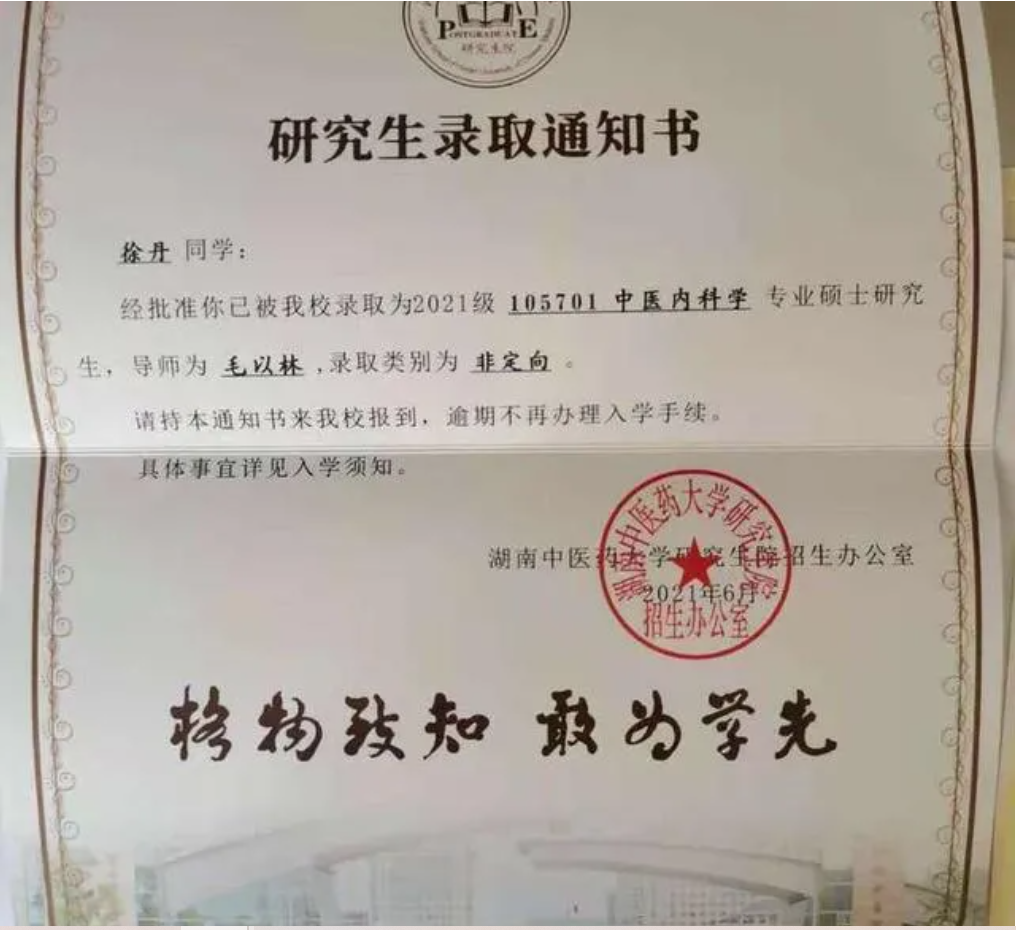 POSTGRADUATE
研究生院
研究生录取通知书
徐丹 同学：
经批准你已被我校录取为2021级 105701 中医内科学 专业硕士研究
生，导师为 毛以林 ,录取类别为 非定向 。
请持本通知书来我校报到，逾期不再办理入学手续。
具体事宜详见入学须知。
湖南中医药大学研究生院招生办公室
2021年6月
湖南中医药大学研究生院
招生办公室
格物致知 敢为学先